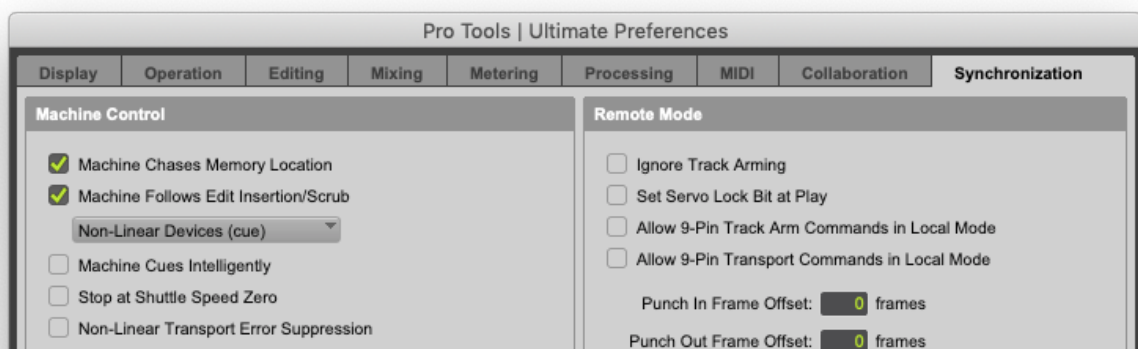 Pro Tools | Ultimate Preferences
Display Operation Editing Mixing Metering Processing MIDI Collaboration Synchronization
Machine Control
Machine Chases Memory Location
Machine Follows Edit Insertion/Scrub
Non-Linear Devices (cue)
Machine Cues Intelligently
Stop at Shuttle Speed Zero
Non-Linear Transport Error Suppression
Remote Mode
Ignore Track Arming
Set Servo Lock Bit at Play
Allow 9-Pin Track Arm Commands in Local Mode
Allow 9-Pin Transport Commands in Local Mode
Punch In Frame Offset: 0 frames
Punch Out Frame Offset: 0 frames